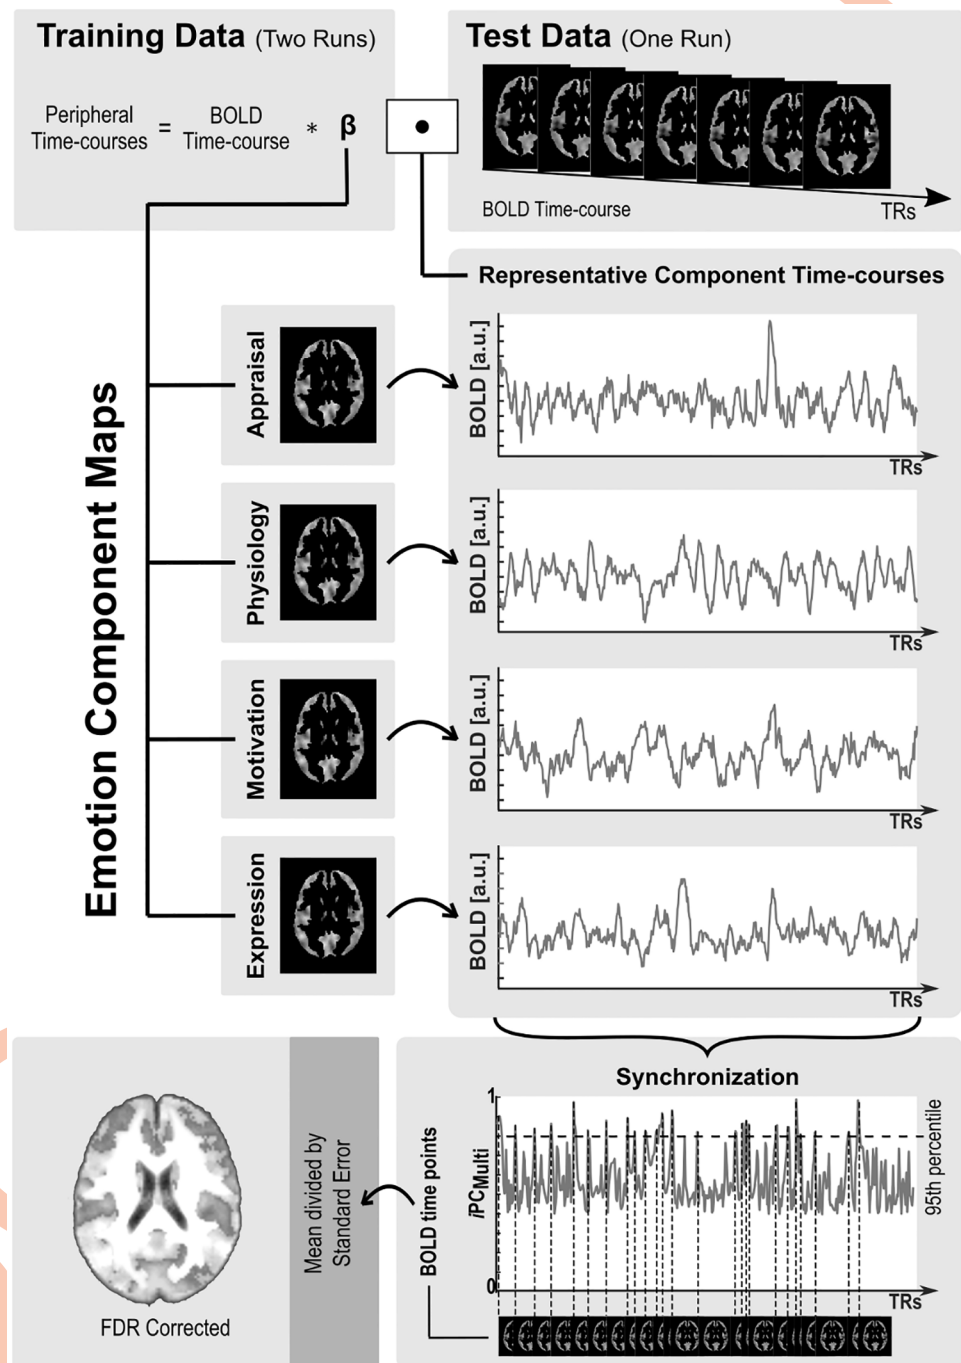 Training Data (Two Runs)
Peripheral
Time-courses
=
BOLD
Time-course
*
β
Test Data (One Run)
BOLD Time-course
TRs
Representative Component Time-courses
Emotion Component Maps
Appraisal
BOLD [a.u.]
TRs
Physiology
BOLD [a.u.]
TRs
Motivation
BOLD [a.u.]
TRs
Expression
BOLD [a.u.]
TRs
Synchronization
1
iPCMulti
0
95th percentile
TRs
BOLD time points
Mean divided by
Standard Error
FDR Corrected